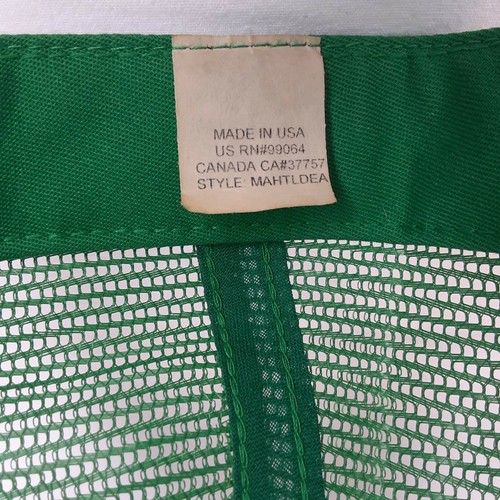 MADE IN USA
US RN#99064
CANADA CA#37757
STYLE: MAHTLDEA